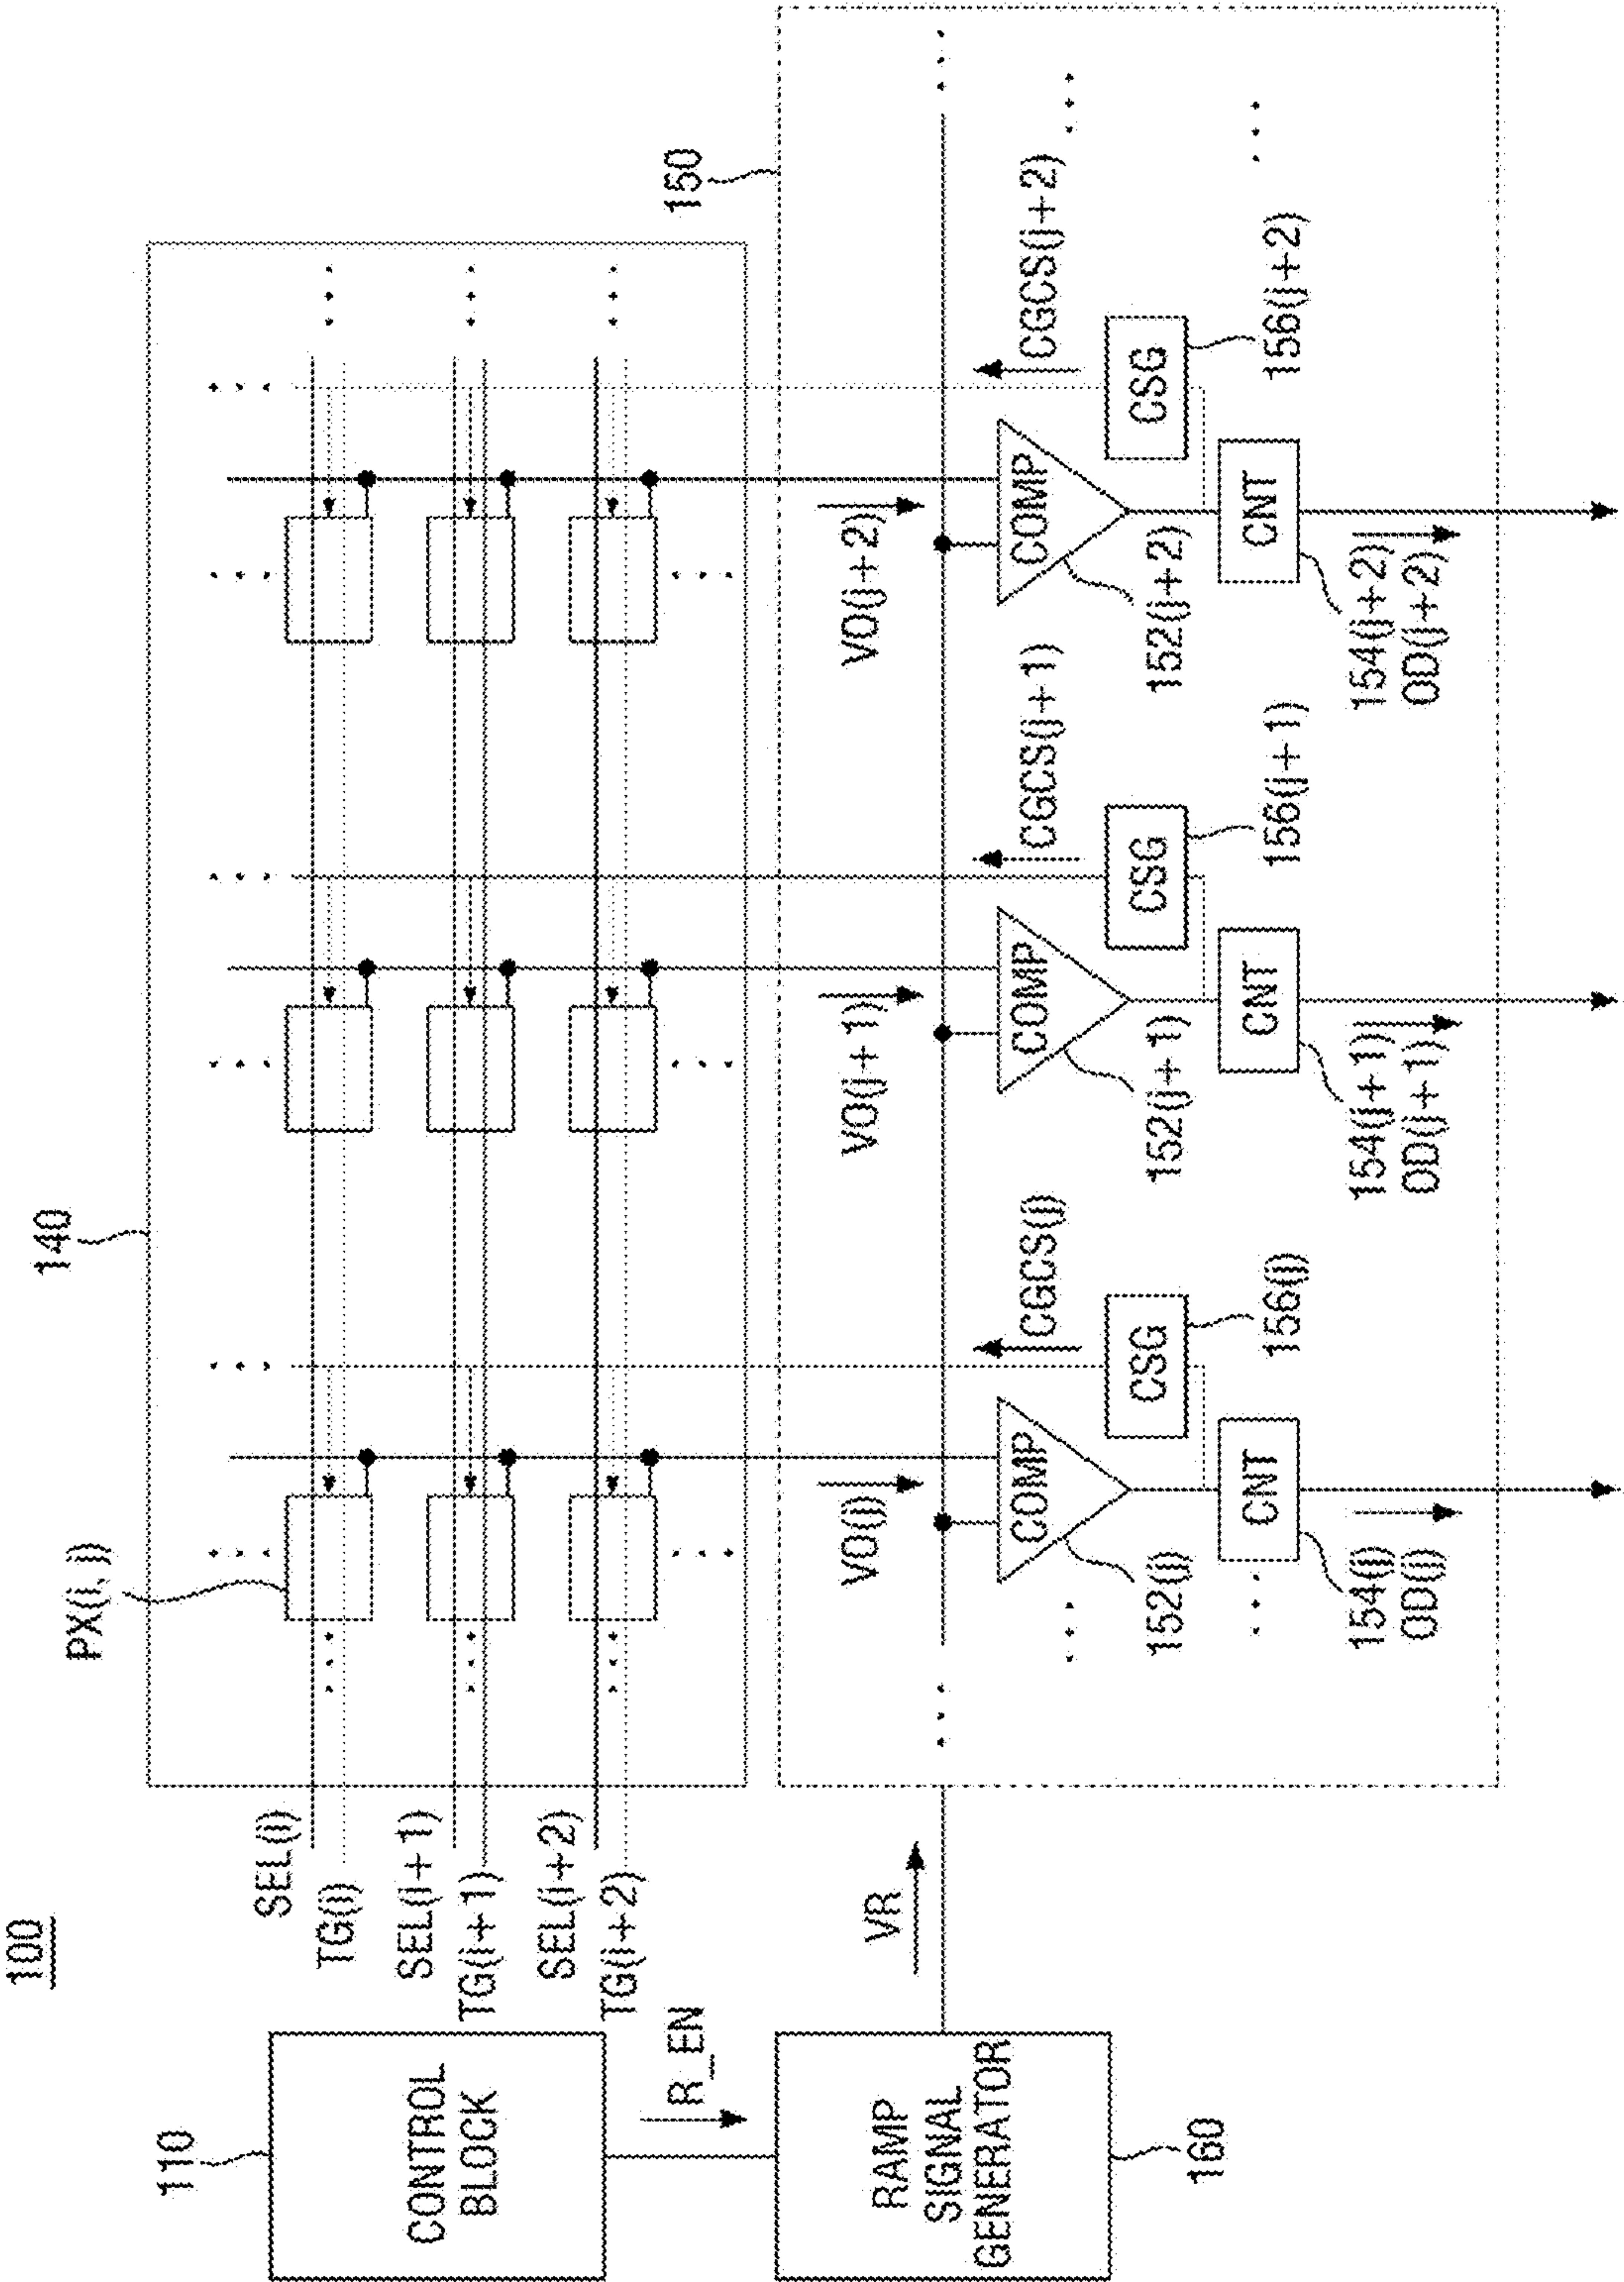 100
140
PX(i, j)
150
SEL(i)
TG(i)
SEL(i+1)
TG(i+1)
SEL(i+2)
TG(i+2)
110
CONTROL
BLOCK
R_EN
RAMP
SIGNAL
GENERATOR
160
VR
VO(j)
VO(j+1)
VO(j+2)
CGCS(j)
CGCS(j+1)
CGCS(j+2)
COMP
COMP
COMP
CSG
CSG
CSG
152(j)
156(j)
152(j+1)
156(j+1)
152(j+2)
156(j+2)
CNT
CNT
CNT
154(j)
154(j+1)
154(j+2)
OD(j)
OD(j+1)
OD(j+2)